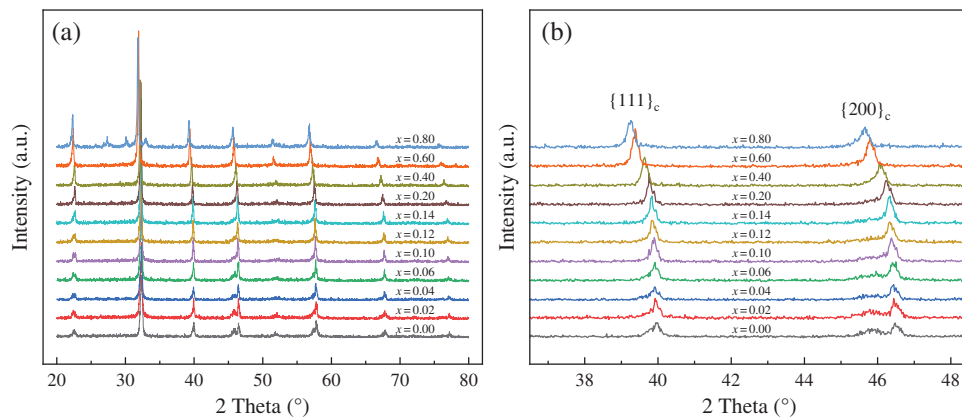 (a)
Intensity (a.u.)
x = 0.80
x = 0.60
x = 0.40
x = 0.20
x = 0.14
x = 0.12
x = 0.10
x = 0.06
x = 0.04
x = 0.02
x = 0.00
20 30 40 50 60 70 80
2 Theta (°)
(b)
Intensity (a.u.)
{111}c
{200}c
x = 0.80
x = 0.60
x = 0.40
x = 0.20
x = 0.14
x = 0.12
x = 0.10
x = 0.06
x = 0.04
x = 0.02
x = 0.00
38 40 42 44 46 48
2 Theta (°)